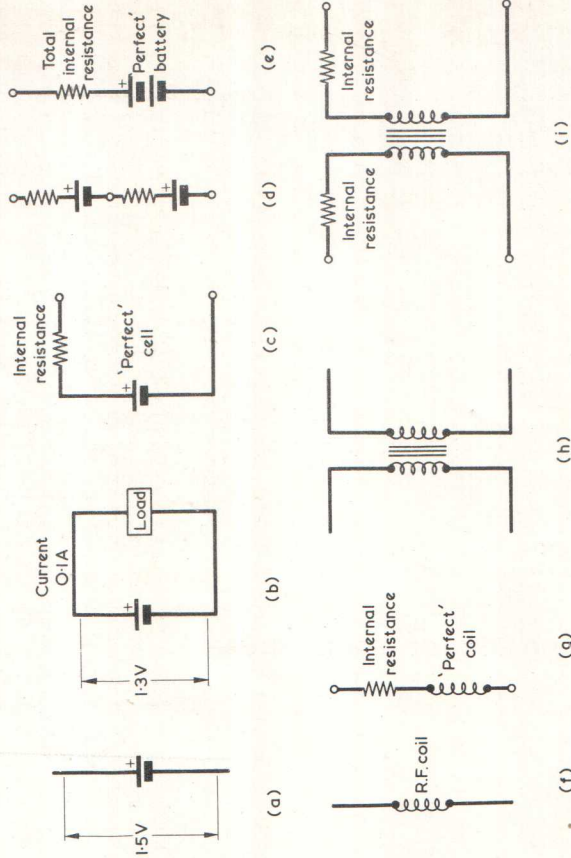 1·5V
(a)
1·3V
Current
0·1A
Load
(b)
Internal
resistance
'Perfect'
cell
(c)
(d)
Total
internal
resistance
'Perfect'
battery
(e)
R.F. coil
(f)
Internal
resistance
'Perfect'
coil
(g)
(h)
Internal
resistance
Internal
resistance
(i)